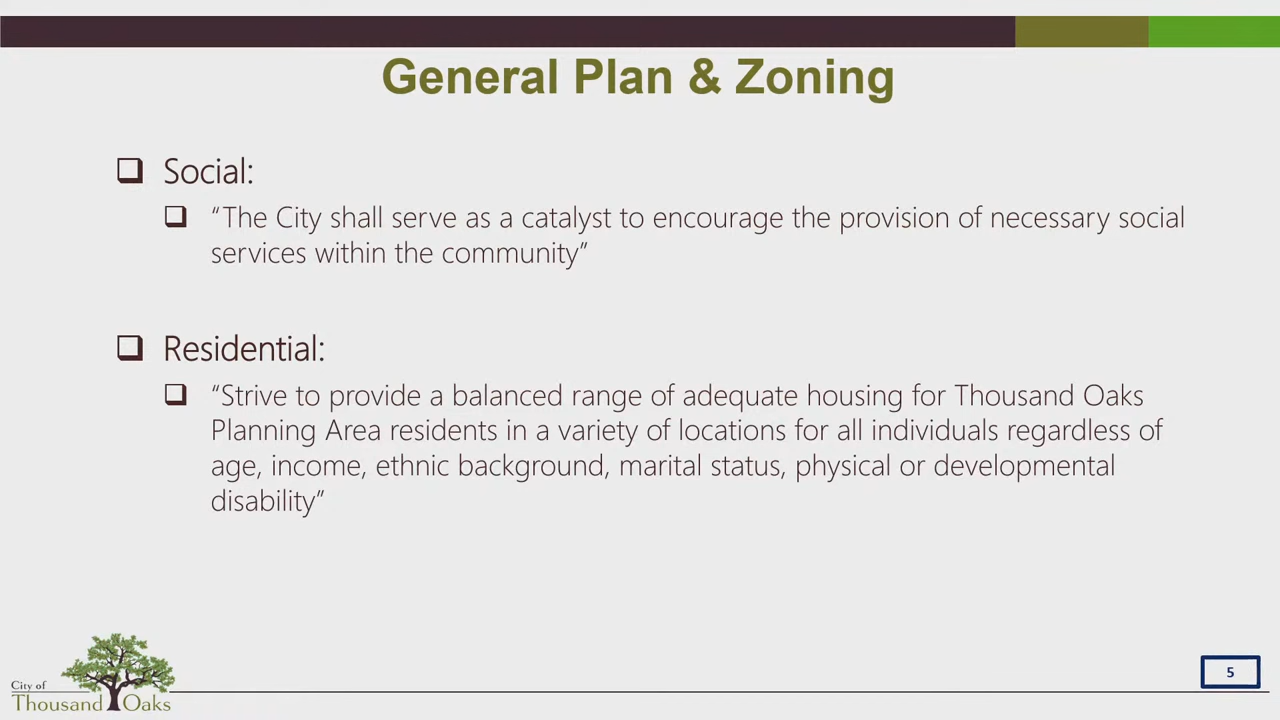 General Plan & Zoning
Social:
“The City shall serve as a catalyst to encourage the provision of necessary social
services within the community”
Residential:
“Strive to provide a balanced range of adequate housing for Thousand Oaks
Planning Area residents in a variety of locations for all individuals regardless of
age, income, ethnic background, marital status, physical or developmental
disability”
City of
Thousand Oaks
5